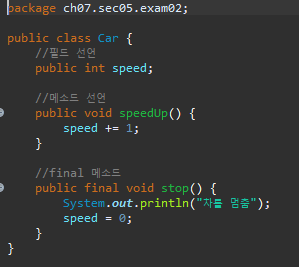 package ch07.sec05.exam02;
public class Car {
//필드 선언
public int speed;
//메소드 선언
public void speedUp() {
speed += 1;
}
//final 메소드
public final void stop() {
System.out.println("차를 멈춤");
speed = 0;
}
}